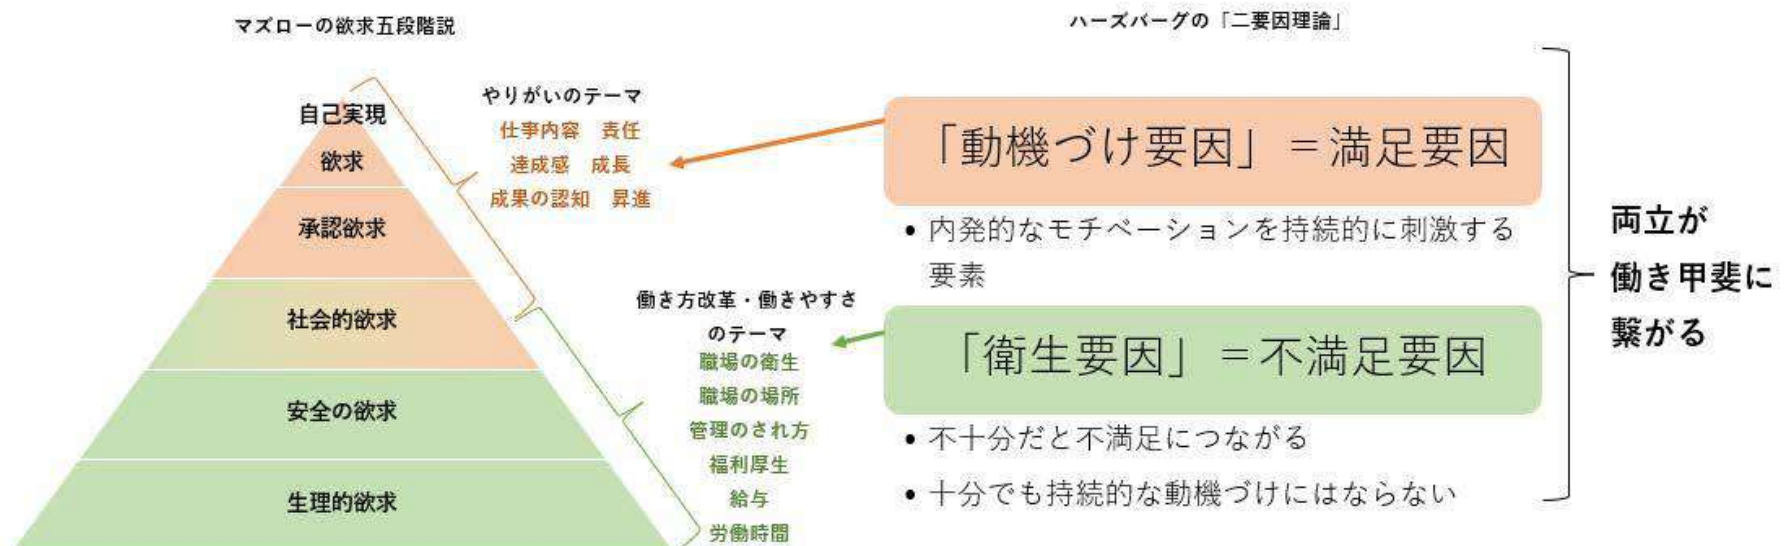 マズローの欲求五段階説
自己実現
欲求
承認欲求
社会的欲求
安全の欲求
生理的欲求
やりがいのテーマ
仕事内容　責任
達成感　成長
成果の認知　昇進
働き方改革・働きやすさ
のテーマ
職場の衛生
職場の場所
管理のされ方
福利厚生
給与
労働時間
ハーズバーグの「二要因理論」
「動機づけ要因」＝満足要因
• 内発的なモチベーションを持続的に刺激する
要素
「衛生要因」＝不満足要因
• 不十分だと不満足につながる
• 十分でも持続的な動機づけにはならない
両立が
働き甲斐に
繋がる